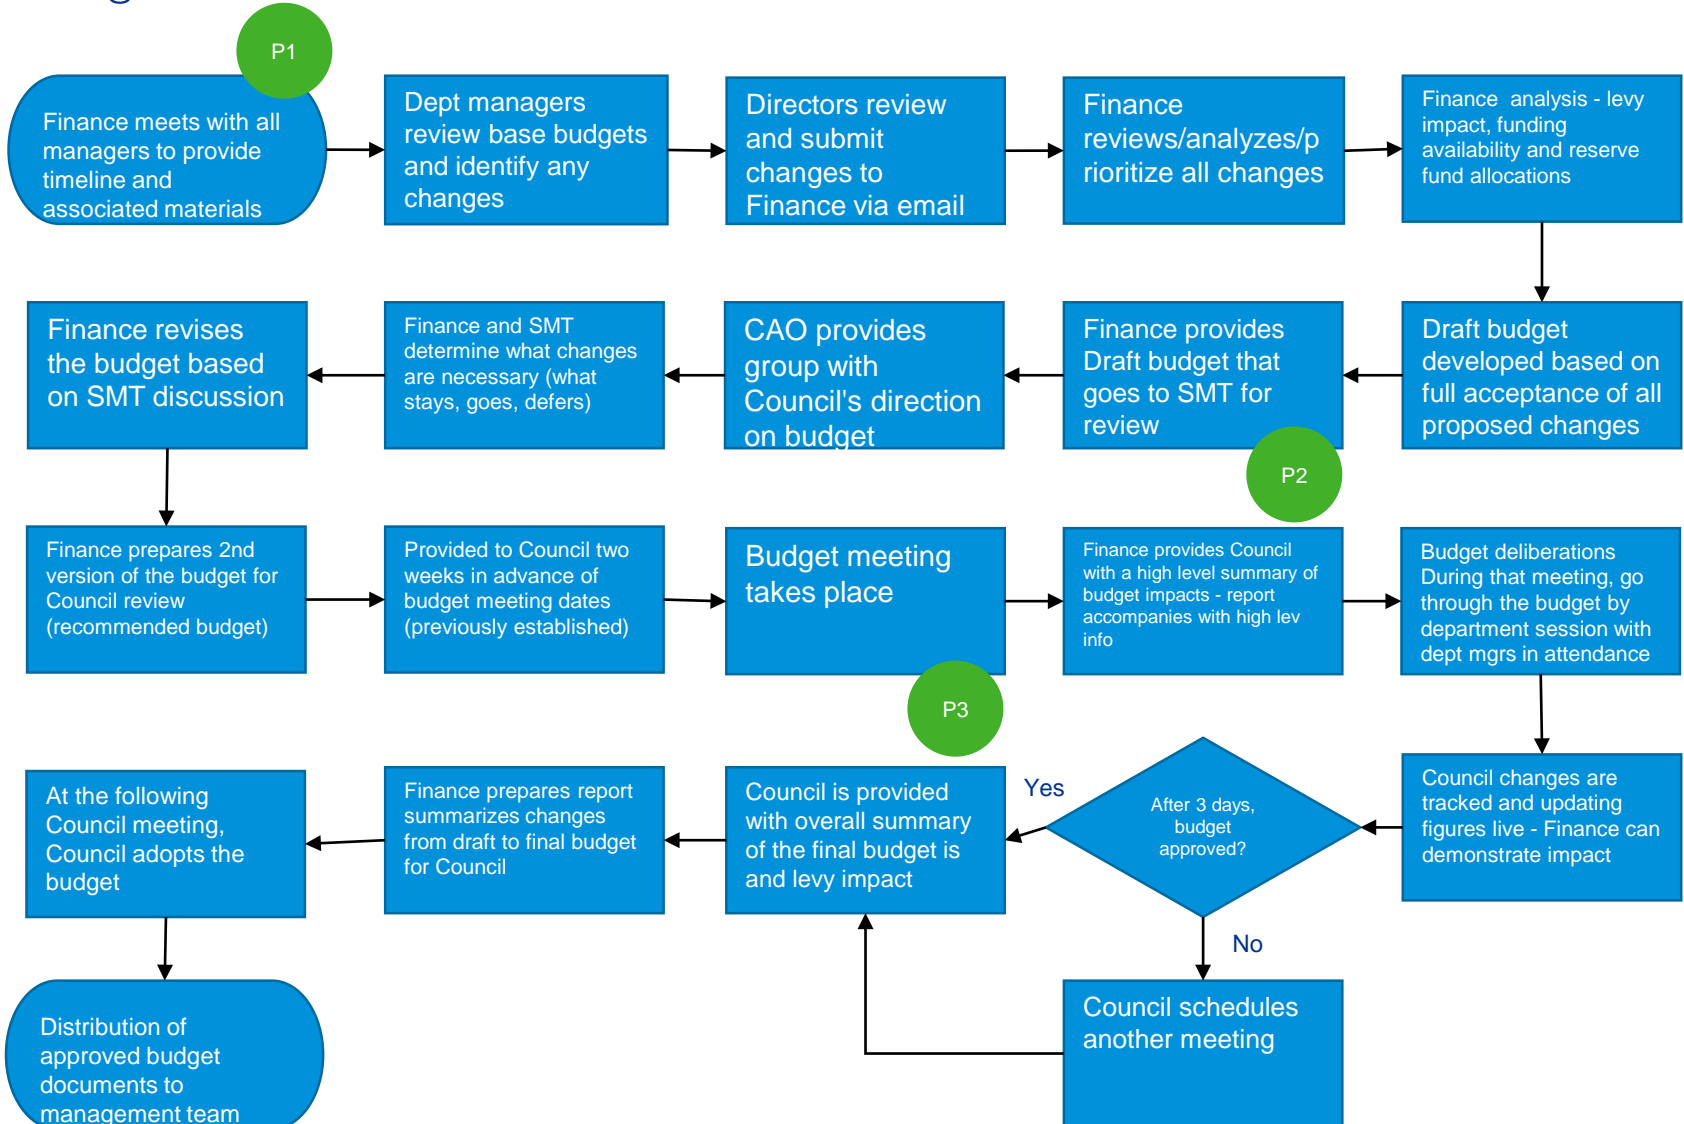 P1
Finance meets with all
managers to provide
timeline and
associated materials
Dept managers
review base budgets
and identify any
changes
Directors review
and submit
changes to
Finance via email
Finance
reviews/analyzes/p
rioritize all changes
Finance  analysis - levy
impact, funding
availability and reserve
fund allocations
Finance revises
the budget based
on SMT discussion
Finance and SMT
determine what changes
are necessary (what
stays, goes, defers)
CAO provides
group with
Council's direction
on budget
Finance provides
Draft budget that
goes to SMT for
review
Draft budget
developed based on
full acceptance of all
proposed changes
P2
Finance prepares 2nd
version of the budget for
Council review
(recommended budget)
Provided to Council two
weeks in advance of
budget meeting dates
(previously established)
Budget meeting
takes place
Finance provides Council
with a high level summary of
budget impacts - report
accompanies with high lev
info
Budget deliberations
During that meeting, go
through the budget by
department session with
dept mgrs in attendance
P3
At the following
Council meeting,
Council adopts the
budget
Finance prepares report
summarizes changes
from draft to final budget
for Council
Council is provided
with overall summary
of the final budget is
and levy impact
Yes
After 3 days,
budget
approved?
Council changes are
tracked and updating
figures live - Finance can
demonstrate impact
No
Distribution of
approved budget
documents to
management team
Council schedules
another meeting